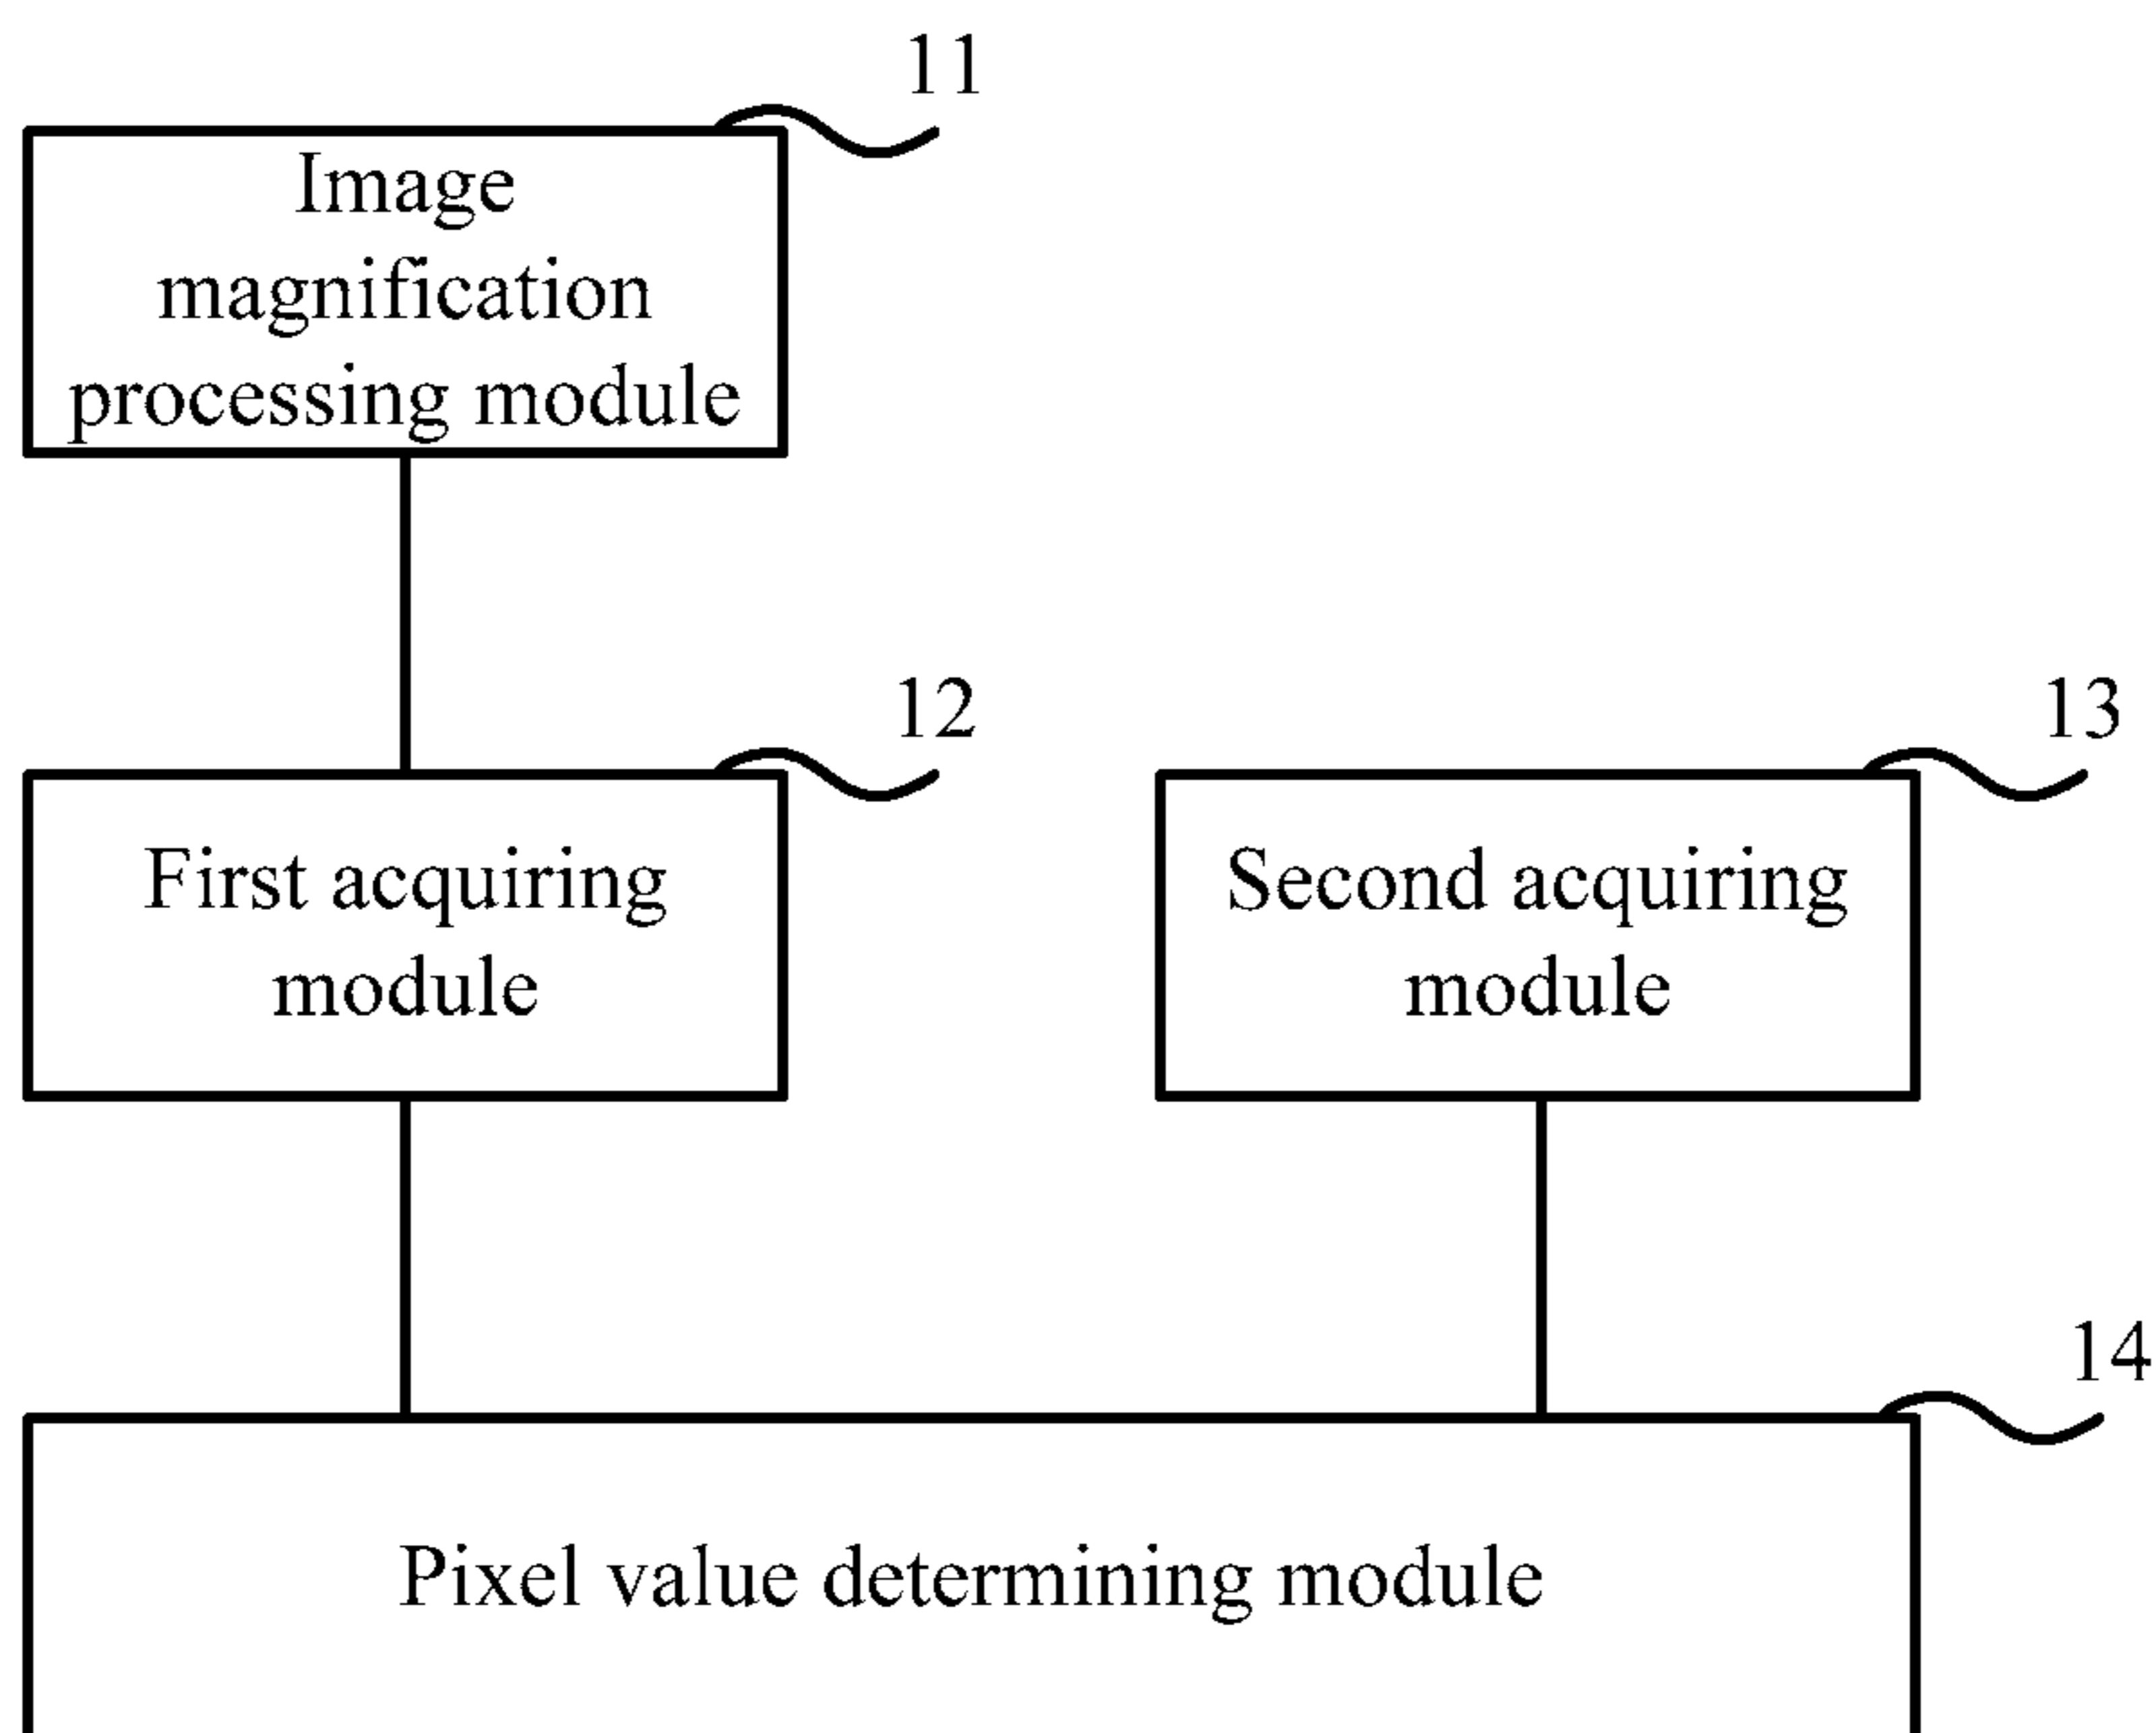 11
Image
magnification
processing module
12
13
First acquiring
module
Second acquiring
module
14
Pixel value determining module